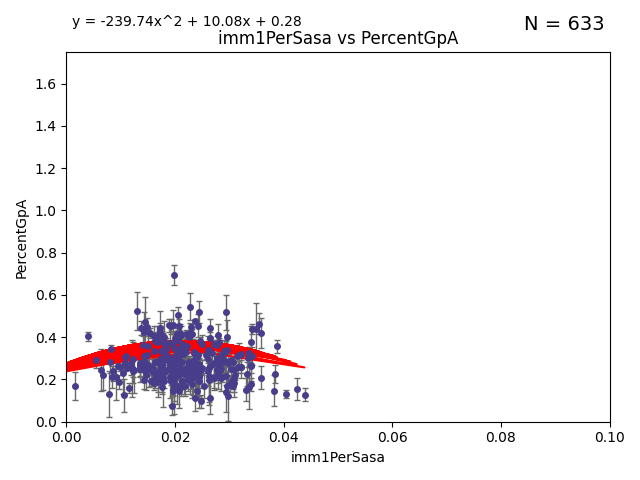 y = -239.74x^2 + 10.08x + 0.28
N = 633
imm1PerSasa vs PercentGpA
PercentGpA
1.6
1.4
1.2
1.0
0.8
0.6
0.4
0.2
0.0
0.00 0.02 0.04 0.06 0.08 0.10
imm1PerSasa